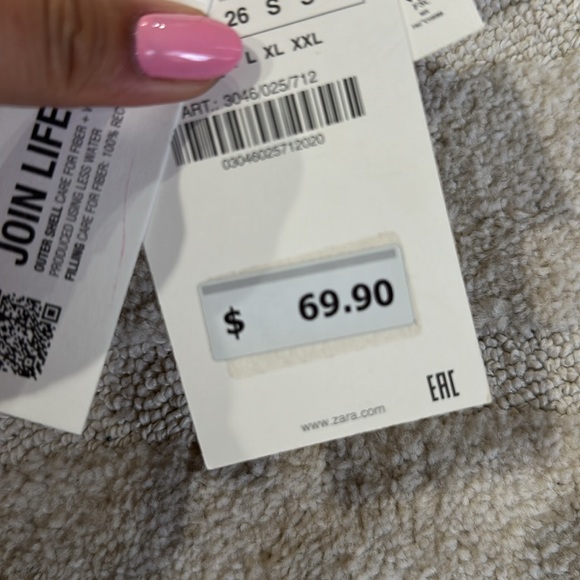 26 S S
L XL XXL
ART.: 3046/025/712
03046025712020
$ 69.90
EAC
www.zara.com
JOIN LIFE
OUTER SHELL CARE FOR FIBER +
PRODUCED USING LESS WATER
FILLING CARE FOR FIBER: 100% REC